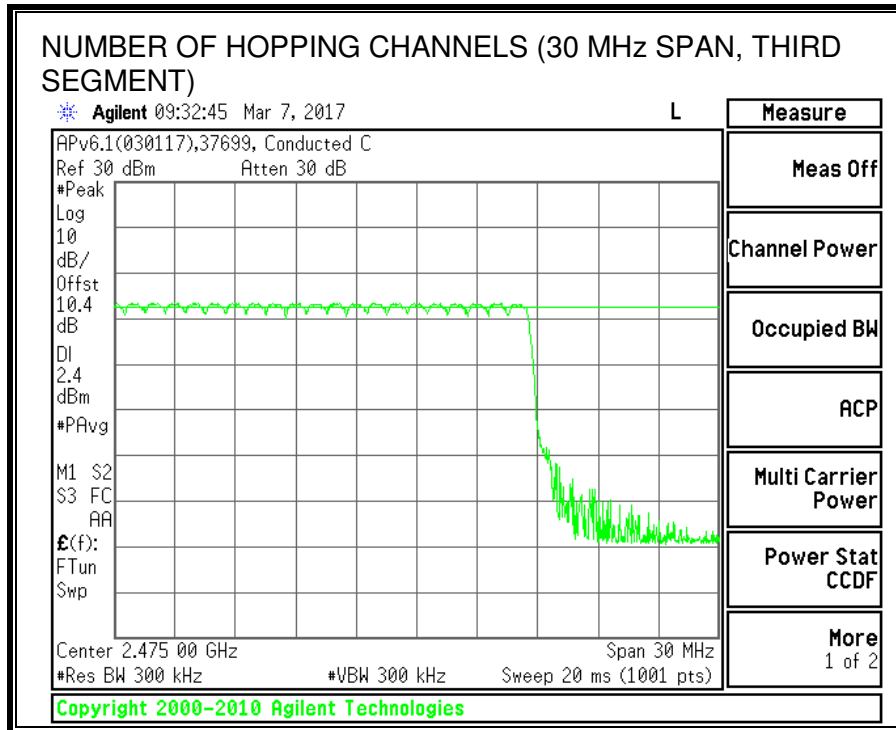 NUMBER OF HOPPING CHANNELS (30 MHz SPAN, THIRD
SEGMENT)
Agilent 09:32:45 Mar 7, 2017 L
Measure
APv6.1(030117),37699, Conducted C
Ref 30 dBm Atten 30 dB
#Peak
Log
10
dB/
Offst
10.4
dB
DI
2.4
dBm
#PAvg
M1 S2
S3 FC
AA
£(f):
FTun
Swp
Center 2.475 00 GHz Span 30 MHz
#Res BW 300 kHz #VBW 300 kHz Sweep 20 ms (1001 pts)
Meas Off
Channel Power
Occupied BW
ACP
Multi Carrier
Power
Power Stat
CCDF
More
1 of 2
Copyright 2000-2010 Agilent Technologies